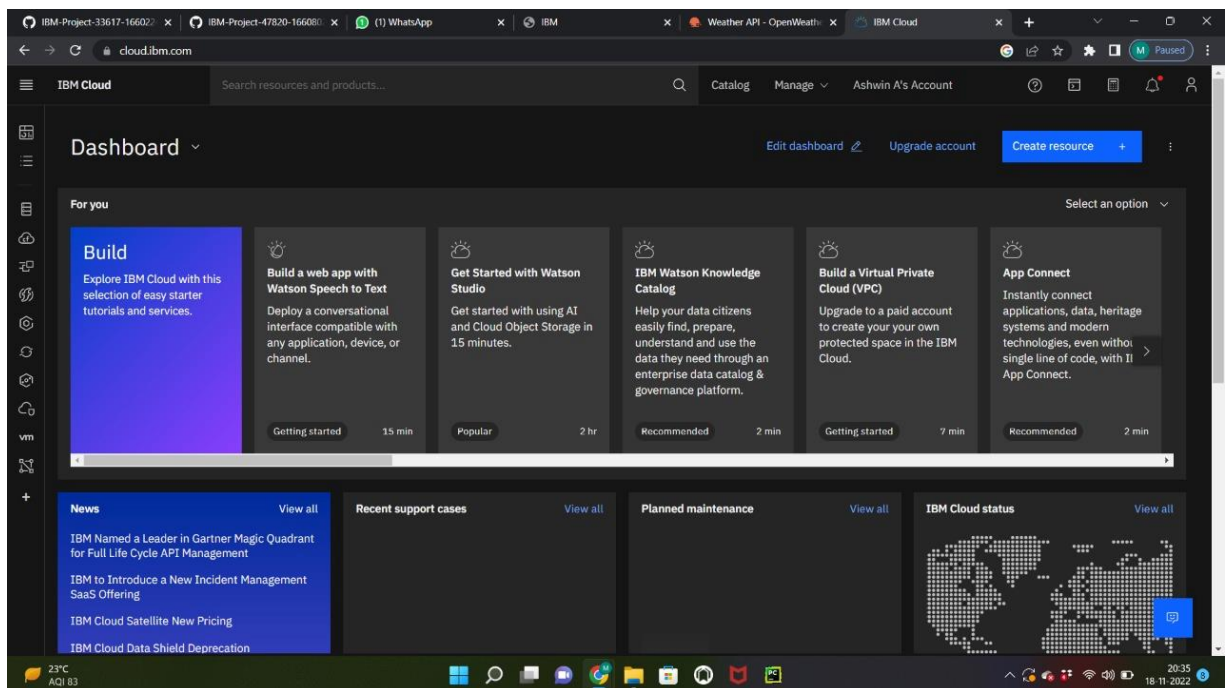 IBM-Project-33617-166022
IBM-Project-47820-166080
(1) WhatsApp
IBM
Weather API - OpenWeath
IBM Cloud
cloud.ibm.com
M Paused
IBM Cloud
Search resources and products...
Catalog
Manage
Ashwin A's Account
Dashboard
Edit dashboard
Upgrade account
Create resource +
For you
Select an option
Build
Explore IBM Cloud with this
selection of easy starter
tutorials and services.
Build a web app with
Watson Speech to Text
Deploy a conversational
interface compatible with
any application, device, or
channel.
Getting started 15 min
Get Started with Watson
Studio
Get started with using AI
and Cloud Object Storage in
15 minutes.
Popular 2 hr
IBM Watson Knowledge
Catalog
Help your data citizens
easily find, prepare,
understand and use the
data they need through an
enterprise data catalog &
governance platform.
Recommended 2 min
Build a Virtual Private
Cloud (VPC)
Upgrade to a paid account
to create your your own
protected space in the IBM
Cloud.
Getting started 7 min
App Connect
Instantly connect
applications, data, heritage
systems and modern
technologies, even withou
single line of code, with I
App Connect.
Recommended 2 min
vm
News View all
IBM Named a Leader in Gartner Magic Quadrant
for Full Life Cycle API Management
IBM to Introduce a New Incident Management
SaaS Offering
IBM Cloud Satellite New Pricing
IBM Cloud Data Shield Deprecation
Recent support cases View all
Planned maintenance View all
IBM Cloud status View all
23°C
AQI 83
PC
20:35
18-11-2022
8